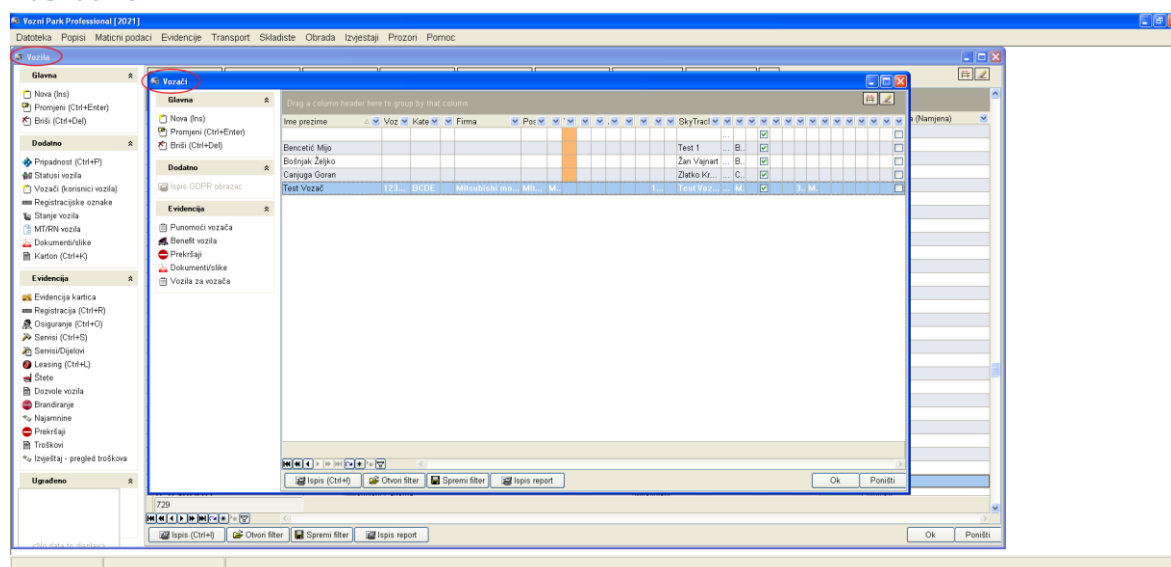 Vozni Park Professional [2021]
Datoteka Popisi Maticni podaci Evidencije Transport Skladiste Obrada Izvjestaji Prozori Pomoc
Vozila
Glavna
Nova (Ins)
Promjeni (Ctrl+Enter)
Briši (Ctrl+Del)
Dodatno
Pripadnost (Ctrl+P)
Statusi vozila
Vozači (korisnici vozila)
Registracijske oznake
Stanje vozila
MT/RN vozila
Dokumenti/slike
Karton (Ctrl+K)
Evidencija
Evidencija kartica
Registracija (Ctrl+R)
Osiguranje (Ctrl+O)
Servisi (Ctrl+S)
Servisi/Dijelovi
Leasing (Ctrl+L)
Štete
Dozvole vozila
Brandiranje
Najamnine
Prekršaji
Troškovi
Izvještaj - pregled troškova
Ugrađeno
<No data to display>
Vozači
Glavna
Nova (Ins)
Promjeni (Ctrl+Enter)
Briši (Ctrl+Del)
Dodatno
Ispis GDPR obrazac
Evidencija
Punomoći vozača
Benefit vozila
Prekršaji
Dokumenti/slike
Vozila za vozača
Drag a column header here to group by that column
Ime prezime Voz Kate Firma Pos SkyTracl
...
Bencetić Mijo Test 1 ... B..
Bošnjak Željko Žan Vajnart ... B..
Canjuga Goran Zlatko Kr... ... C..
Test Vozač 123... BCDE Mitsubishi mo... Mit... M.. 1... Test Voz... ... M. 3.. M.
Ispis (Ctrl+I) Otvori filter Spremi filter Ispis report Ok Poništi
a (Namjena)
729
Ispis (Ctrl+I) Otvori filter Spremi filter Ispis report Ok Poništi